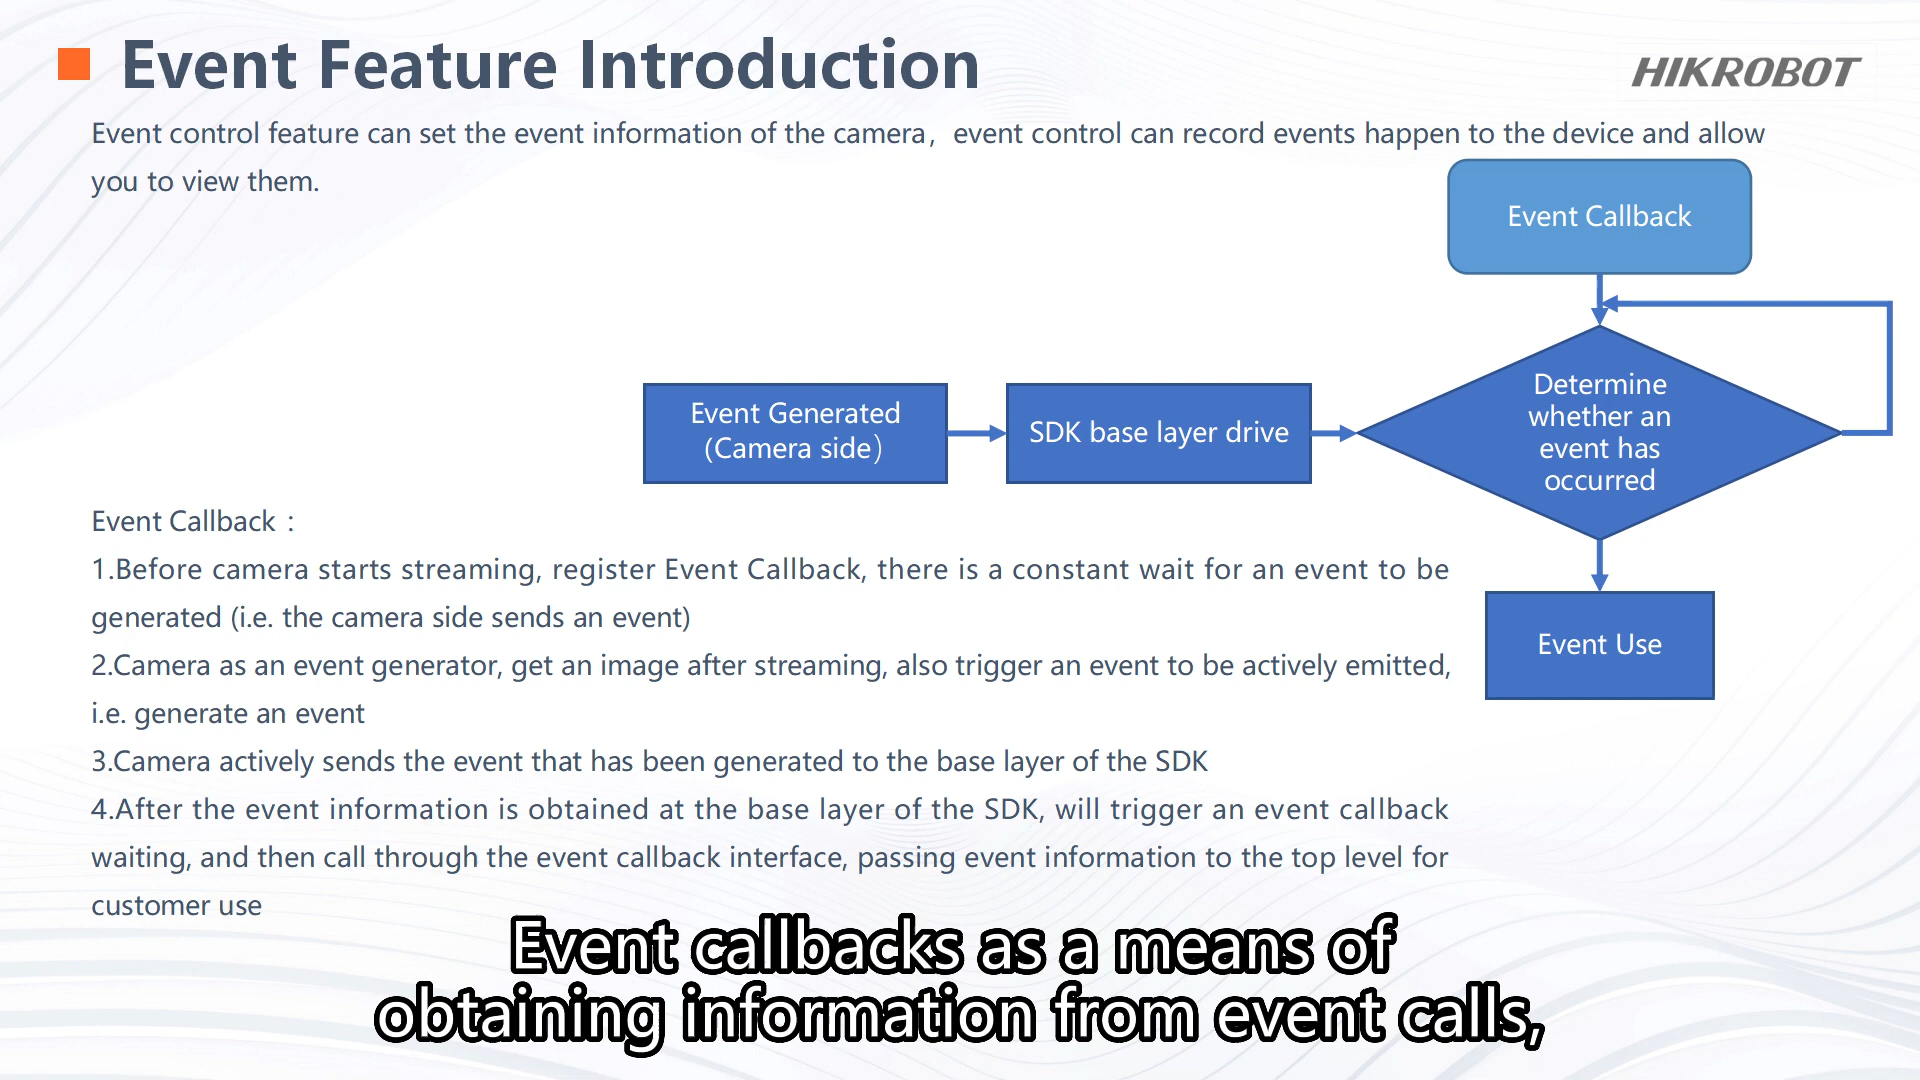 Event Feature Introduction
HIKROBOT
Event control feature can set the event information of the camera，event control can record events happen to the device and allow
you to view them.
Event Callback
Event Generated
(Camera side）
SDK base layer drive
Determine
whether an
event has
occurred
Event Use
Event Callback：
1.Before camera starts streaming, register Event Callback, there is a constant wait for an event to be
generated (i.e. the camera side sends an event)
2.Camera as an event generator, get an image after streaming, also trigger an event to be actively emitted,
i.e. generate an event
3.Camera actively sends the event that has been generated to the base layer of the SDK
4.After the event information is obtained at the base layer of the SDK, will trigger an event callback
waiting, and then call through the event callback interface, passing event information to the top level for
customer use
Event callbacks as a means of
obtaining information from event calls,